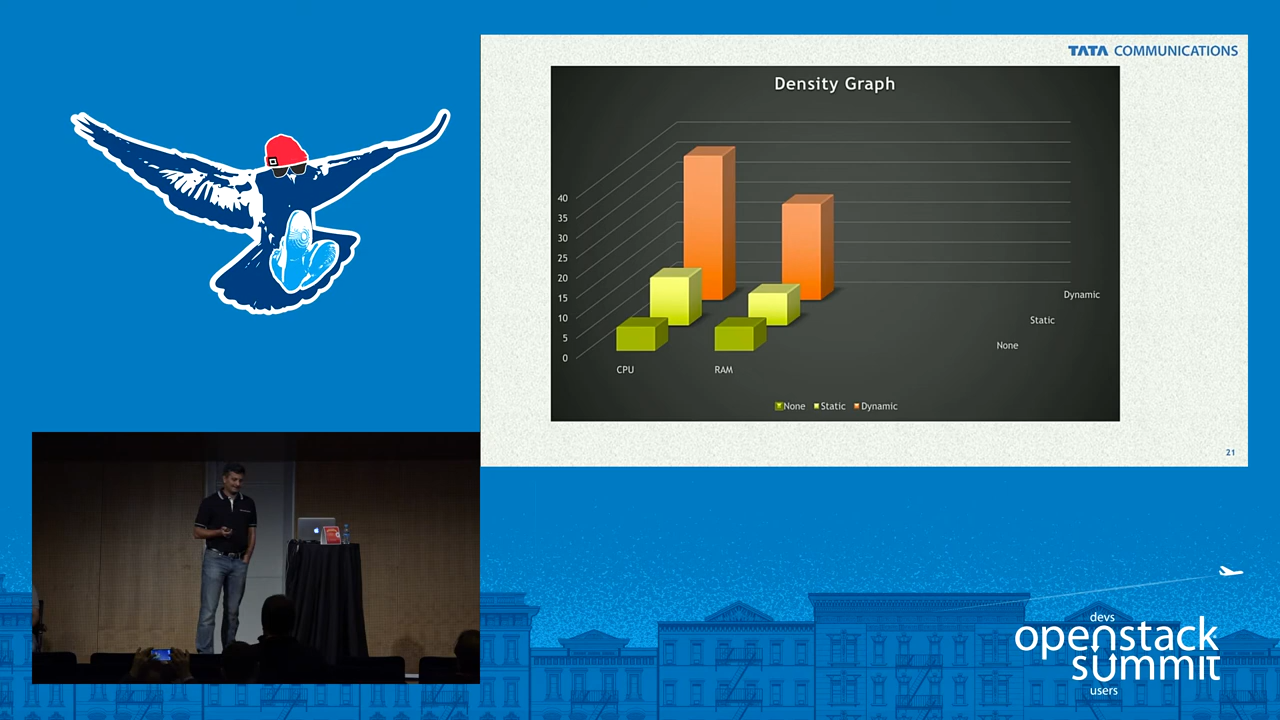 TATA COMMUNICATIONS
Density Graph
40
35
30
25
20
15
10
5
0
Dynamic
Static
None
CPU
RAM
None Static Dynamic
21
devs
openstack
summit
users